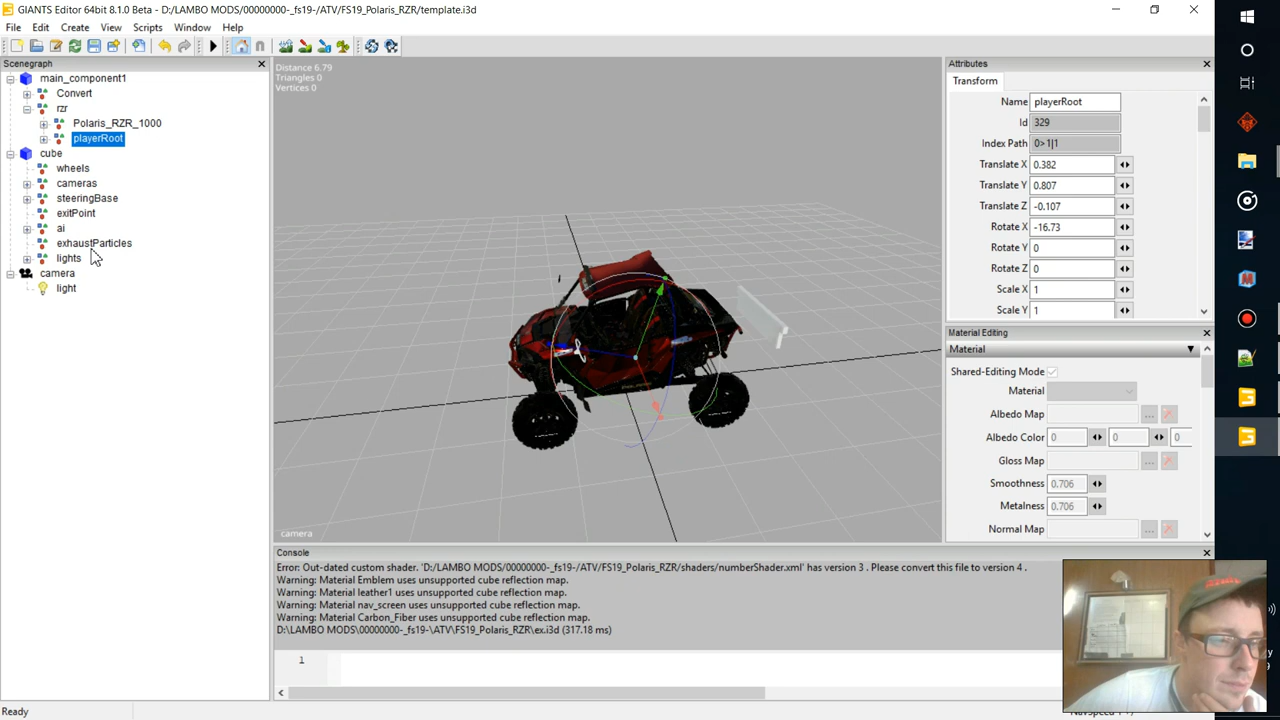 GIANTS Editor 64bit 8.1.0 Beta - D:/LAMBO MODS/00000000-_fs19-/ATV/FS19_Polaris_RZR/template.i3d
File Edit Create View Scripts Window Help
Scenegraph
main_component1
Convert
rzr
Polaris_RZR_1000
playerRoot
cube
wheels
cameras
steeringBase
exitPoint
ai
exhaustParticles
lights
camera
light
Distance 6.79
Triangles 0
Vertices 0
camera
Attributes
Transform
Name playerRoot
Id 329
Index Path 0>1|1
Translate X 0.382
Translate Y 0.807
Translate Z -0.107
Rotate X -16.73
Rotate Y 0
Rotate Z 0
Scale X 1
Scale Y 1
Material Editing
Material
Shared-Editing Mode
Material
Albedo Map ...
Albedo Color 0 0 0
Gloss Map ...
Smoothness 0.706
Metalness 0.706
Normal Map ...
Console
Error: Out-dated custom shader. 'D:/LAMBO MODS/00000000-_fs19-/ATV/FS19_Polaris_RZR/shaders/numberShader.xml' has version 3 . Please convert this file to version 4 .
Warning: Material Emblem uses unsupported cube reflection map.
Warning: Material leather1 uses unsupported cube reflection map.
Warning: Material nav_screen uses unsupported cube reflection map.
Warning: Material Carbon_Fiber uses unsupported cube reflection map.
D:\LAMBO MODS\00000000-_fs19-\ATV\FS19_Polaris_RZR\ex.i3d (317.18 ms)
1
Ready